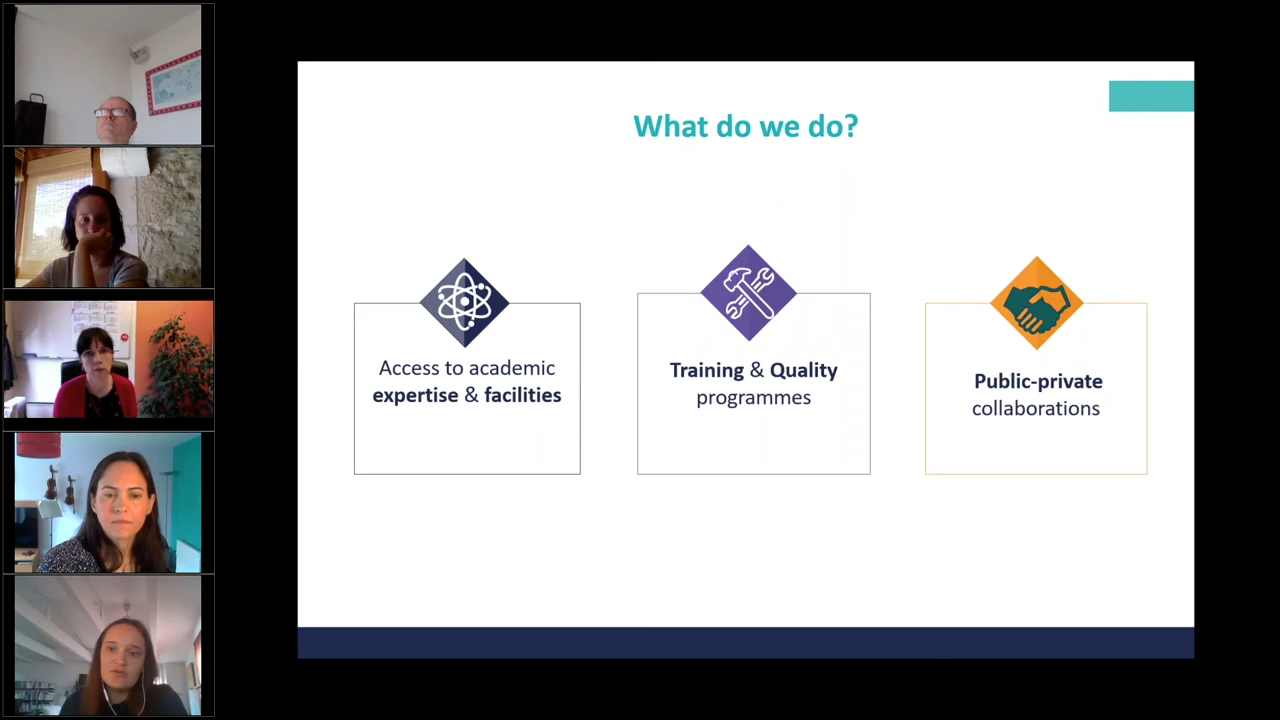 What do we do?
Access to academic
expertise & facilities
Training & Quality
programmes
Public-private
collaborations